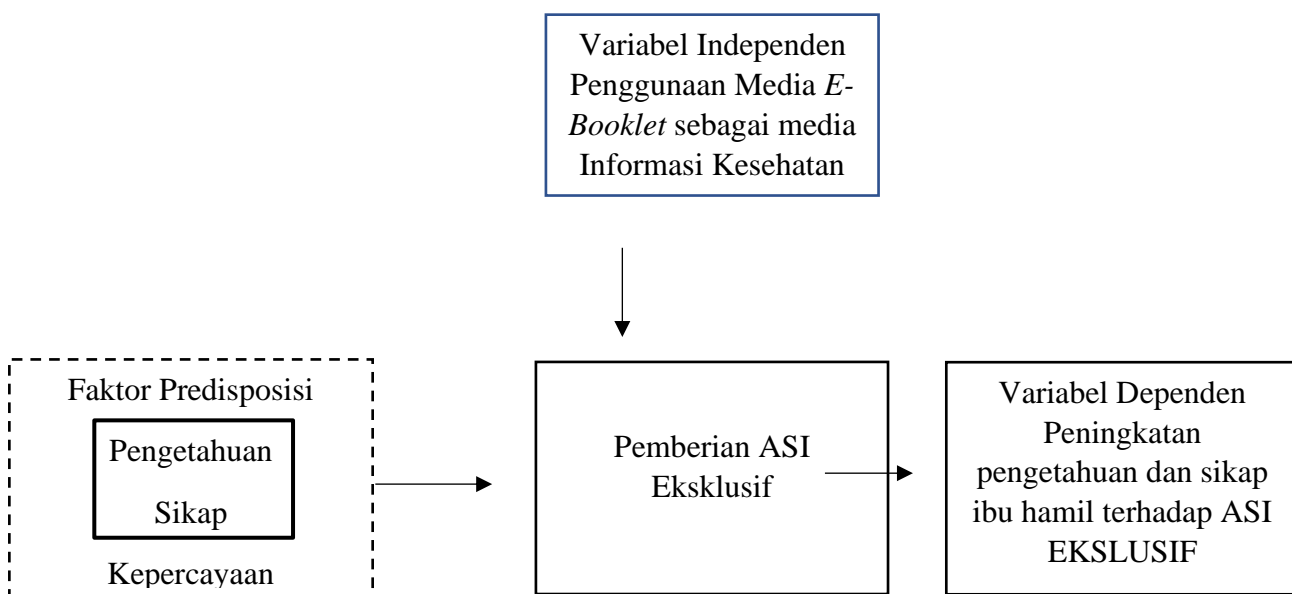 Variabel Independen
Penggunaan Media E-
Booklet sebagai media
Informasi Kesehatan
Faktor Predisposisi
Pengetahuan
Sikap
Kepercayaan
Pemberian ASI
Eksklusif
Variabel Dependen
Peningkatan
pengetahuan dan sikap
ibu hamil terhadap ASI
EKSLUSIF